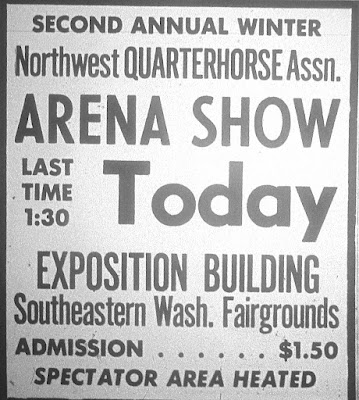 SECOND ANNUAL WINTER
Northwest QUARTERHORSE Assn.
ARENA SHOW
LAST
TIME
1:30
Today
EXPOSITION BUILDING
Southeastern Wash. Fairgrounds
ADMISSION . . . . . . $1.50
SPECTATOR AREA HEATED